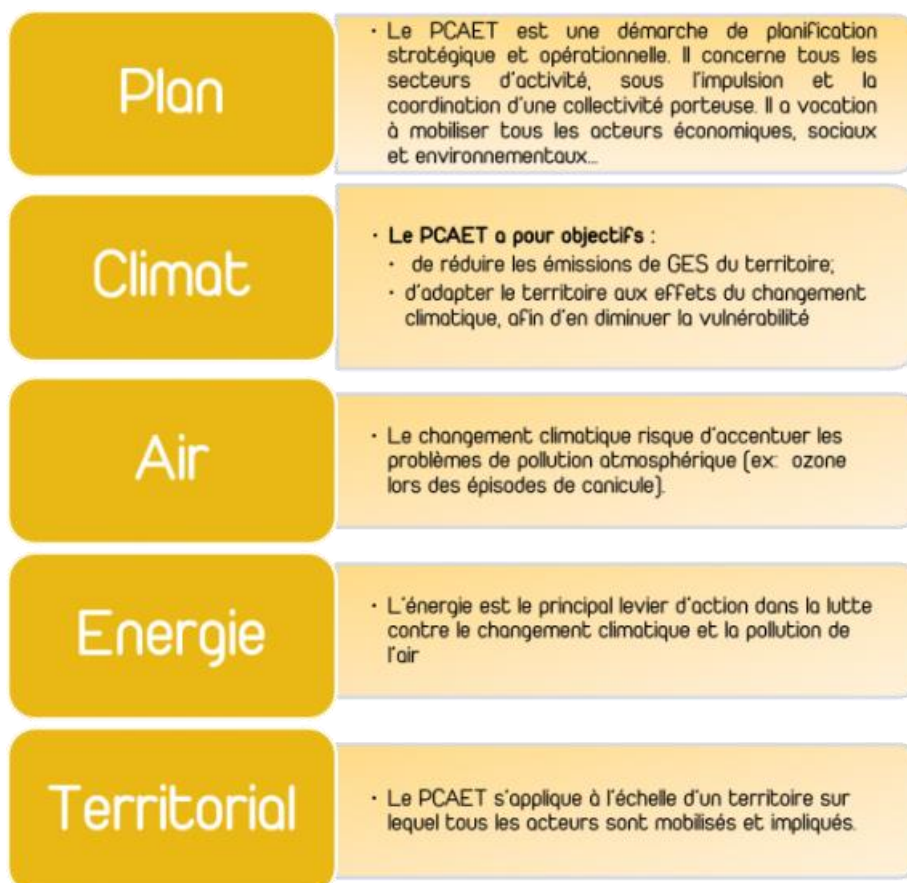 Plan
• Le PCAET est une démarche de planification
stratégique et opérationnelle. Il concerne tous les
secteurs d'activité, sous l'impulsion et la
coordination d'une collectivité porteuse. Il a vocation
à mobiliser tous les acteurs économiques, sociaux
et environnementaux...
Climat
• Le PCAET a pour objectifs :
• de réduire les émissions de GES du territoire;
• d'adapter le territoire aux effets du changement
climatique, afin d'en diminuer la vulnérabilité
Air
• Le changement climatique risque d'accentuer les
problèmes de pollution atmosphérique (ex: ozone
lors des épisodes de canicule).
Energie
• L'énergie est le principal levier d'action dans la lutte
contre le changement climatique et la pollution de
l'air
Territorial
• Le PCAET s'applique à l'échelle d'un territoire sur
lequel tous les acteurs sont mobilisés et impliqués.